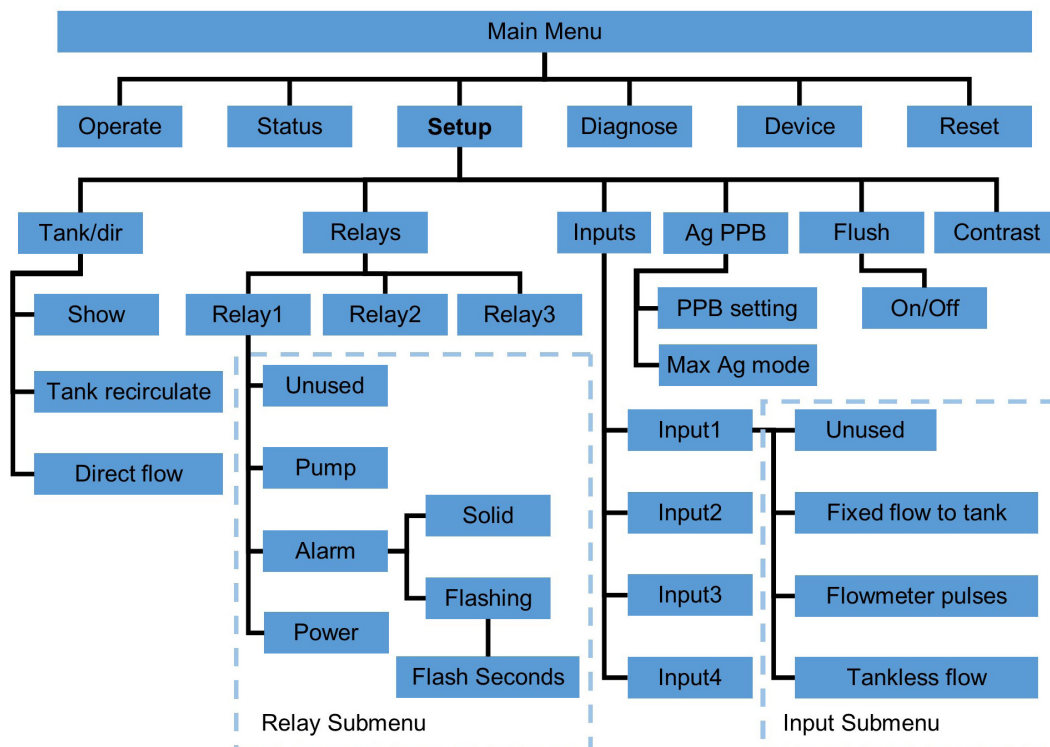 Main Menu
Operate
Status
Setup
Diagnose
Device
Reset
Tank/dir
Relays
Inputs
Ag PPB
Flush
Contrast
Show
Tank recirculate
Direct flow
Relay1
Relay2
Relay3
Unused
Pump
Alarm
Power
Solid
Flashing
Flash Seconds
Relay Submenu
PPB setting
Max Ag mode
On/Off
Input1
Input2
Input3
Input4
Unused
Fixed flow to tank
Flowmeter pulses
Tankless flow
Input Submenu